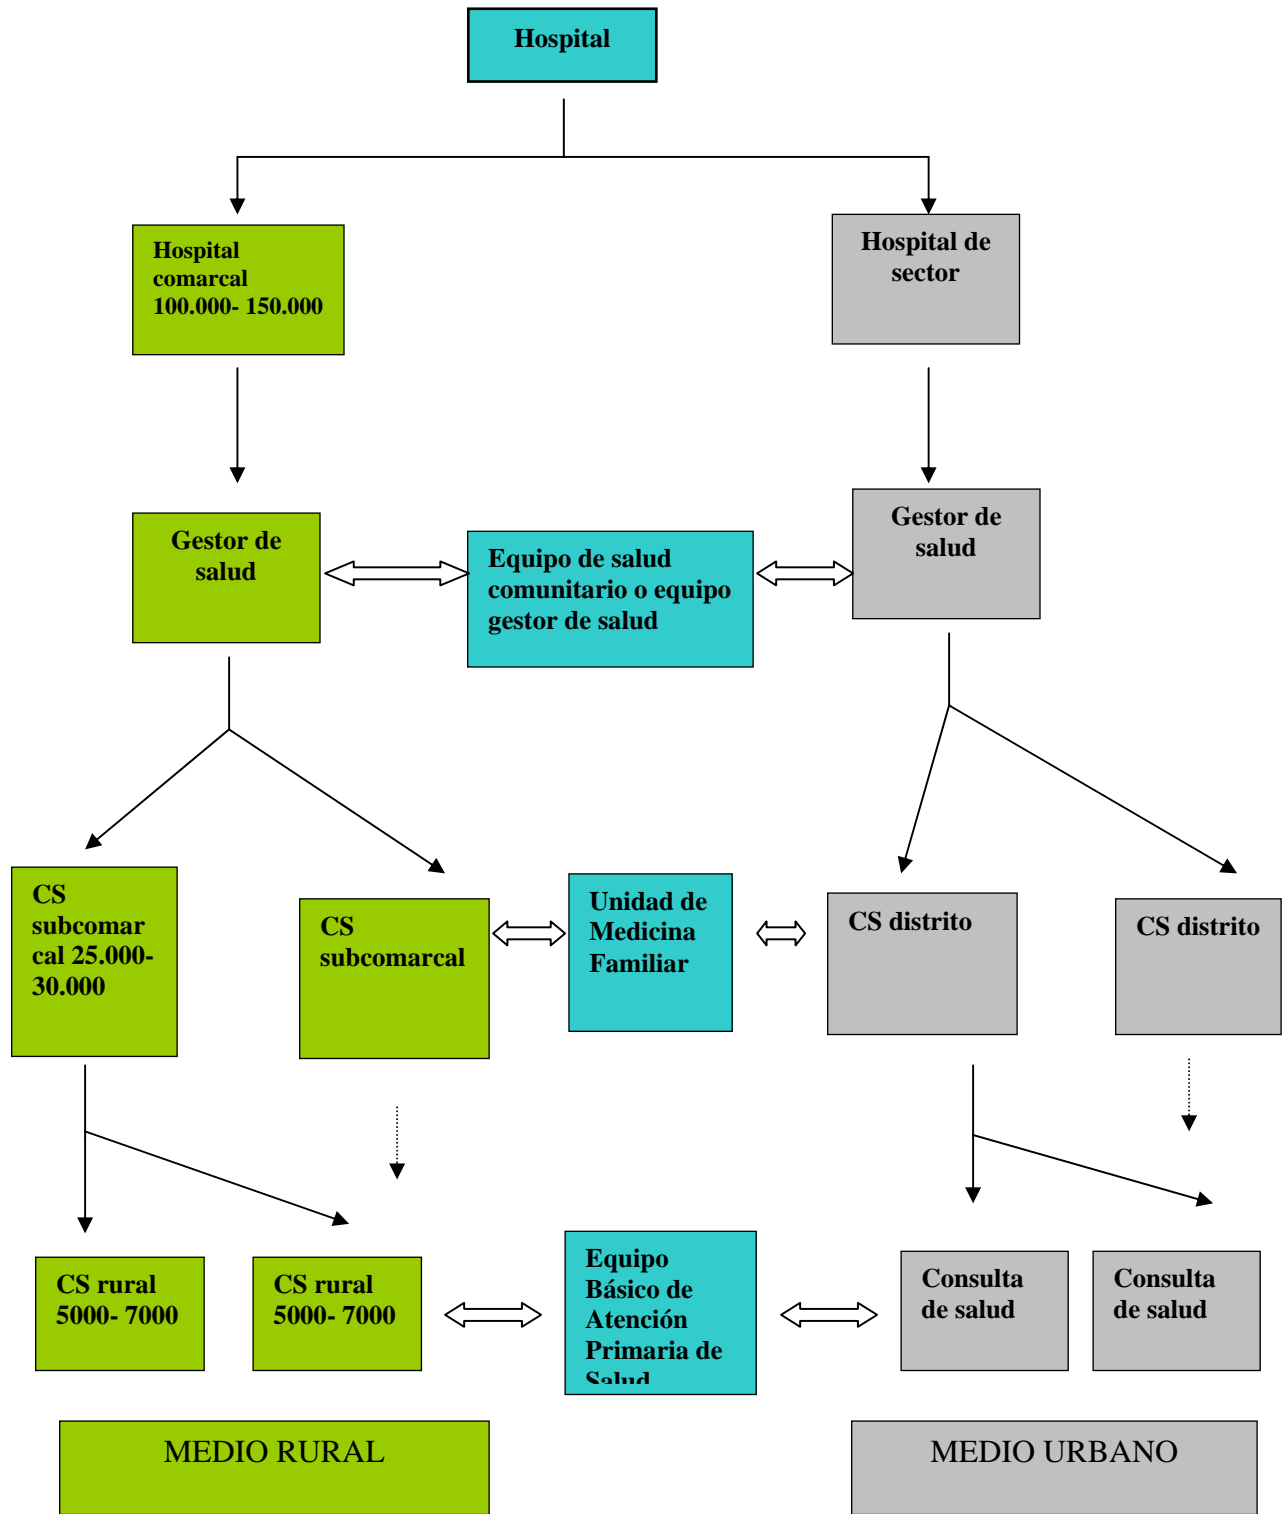 Hospital
Hospital
comarcal
100.000- 150.000
Hospital de
sector
Gestor de
salud
Equipo de salud
comunitario o equipo
gestor de salud
Gestor de
salud
CS
subcomar
cal 25.000-
30.000
CS
subcomarcal
Unidad de
Medicina
Familiar
CS distrito
CS distrito
CS rural
5000- 7000
CS rural
5000- 7000
Equipo
Básico de
Atención
Primaria de
Salud
Consulta
de salud
Consulta
de salud
MEDIO RURAL
MEDIO URBANO